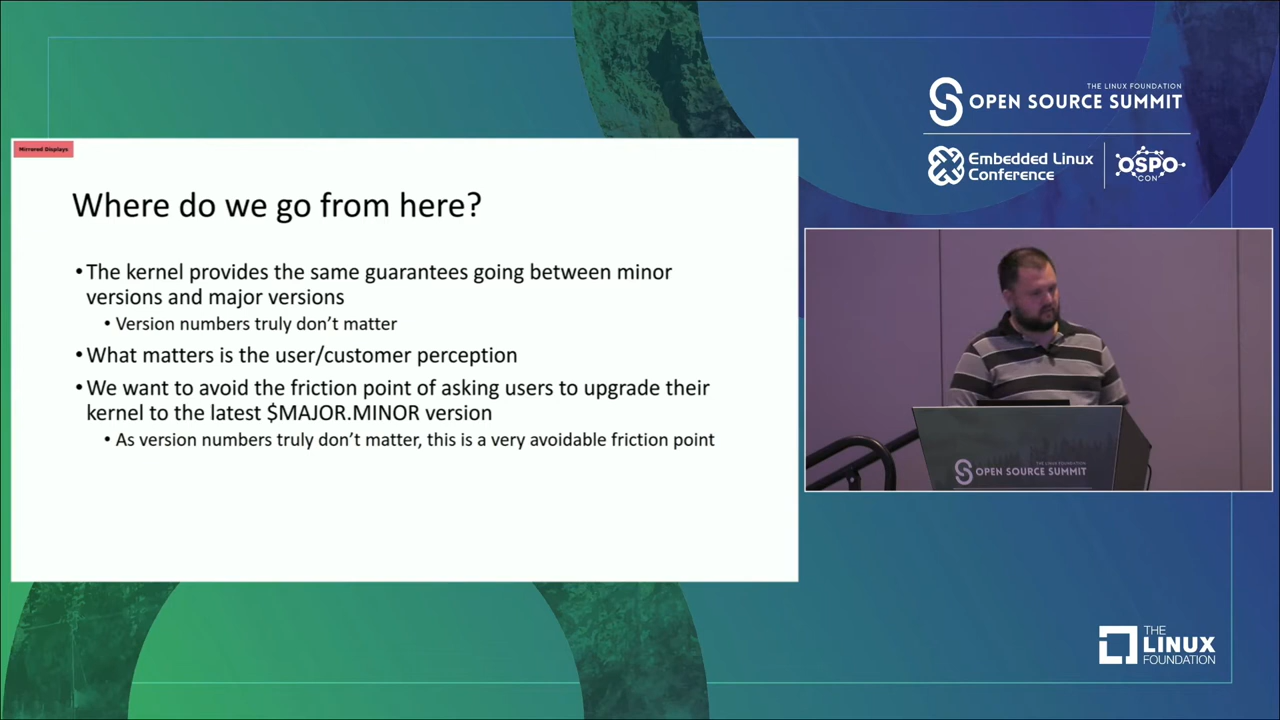 THE LINUX FOUNDATION
OPEN SOURCE SUMMIT
Embedded Linux
Conference
OSPO
CON
Mirrored Displays
Where do we go from here?
•The kernel provides the same guarantees going between minor
versions and major versions
• Version numbers truly don’t matter
•What matters is the user/customer perception
•We want to avoid the friction point of asking users to upgrade their
kernel to the latest $MAJOR.MINOR version
• As version numbers truly don’t matter, this is a very avoidable friction point
THE LINUX FOUNDATION
OPEN SOURCE SUMMIT
THE
LINUX
FOUNDATION